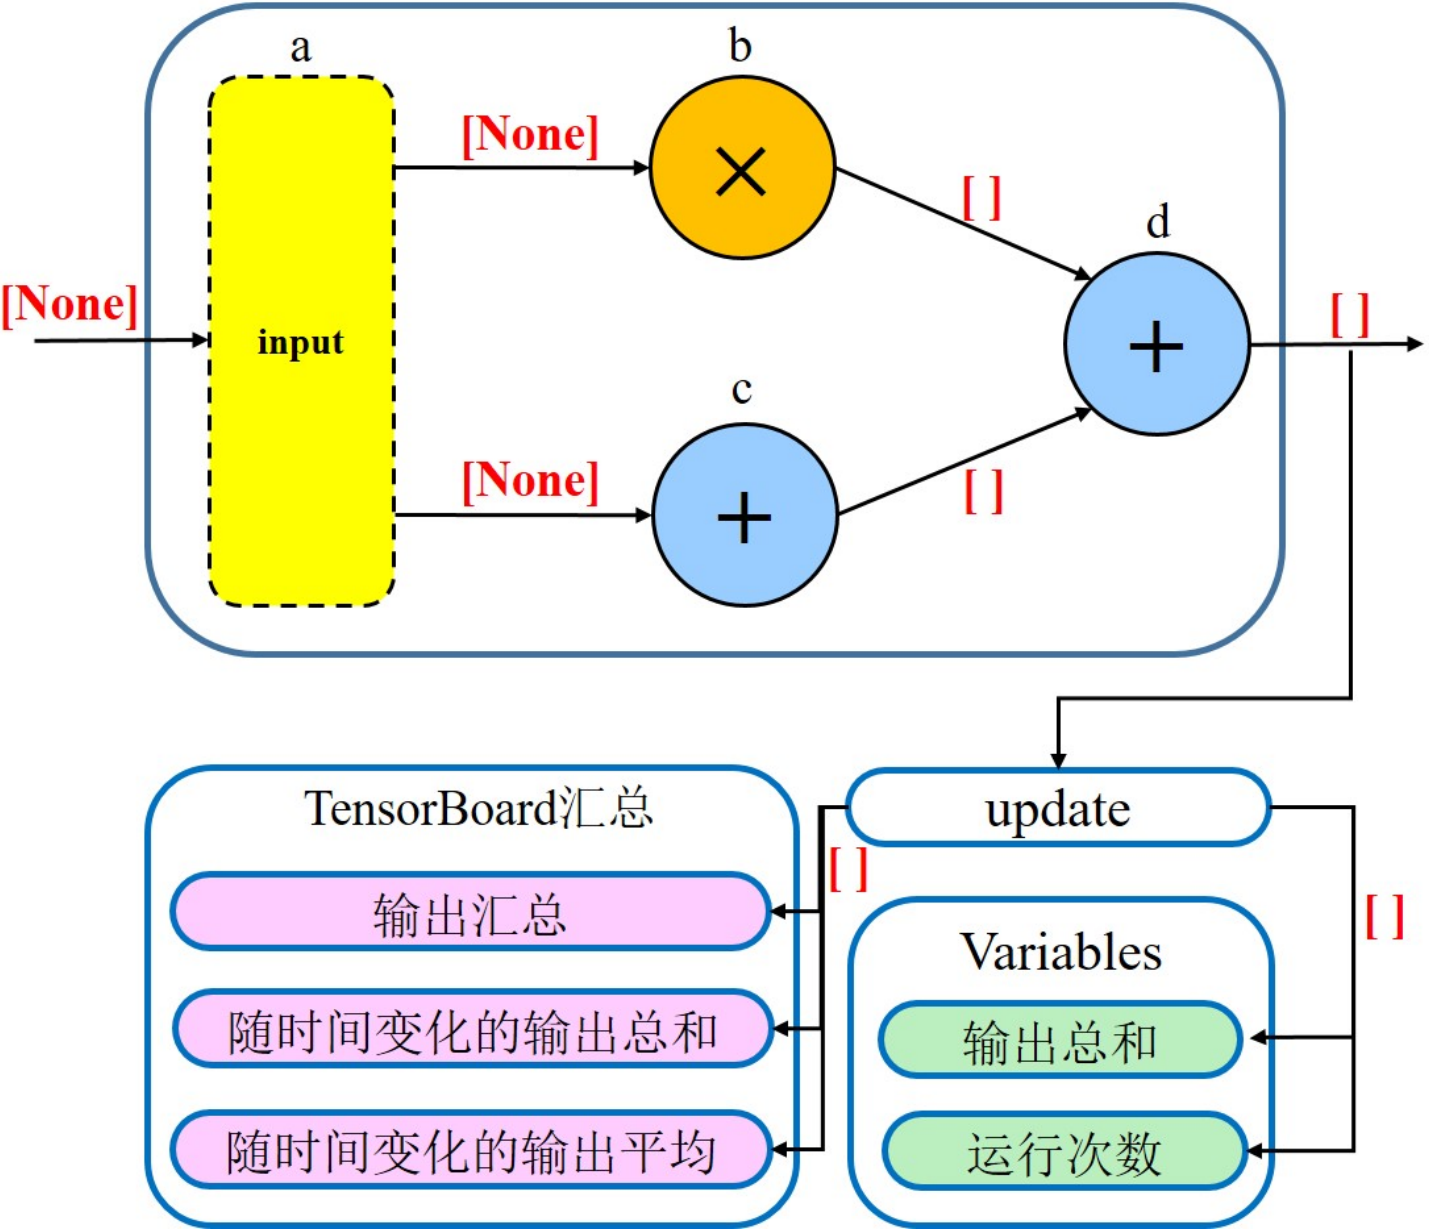 a
b
[None]
×
[ ]
d
[None]
[ ]
input
+
c
[None]
+
[ ]
TensorBoard汇总
update
[ ]
输出汇总
[ ]
Variables
随时间变化的输出总和
输出总和
随时间变化的输出平均
运行次数